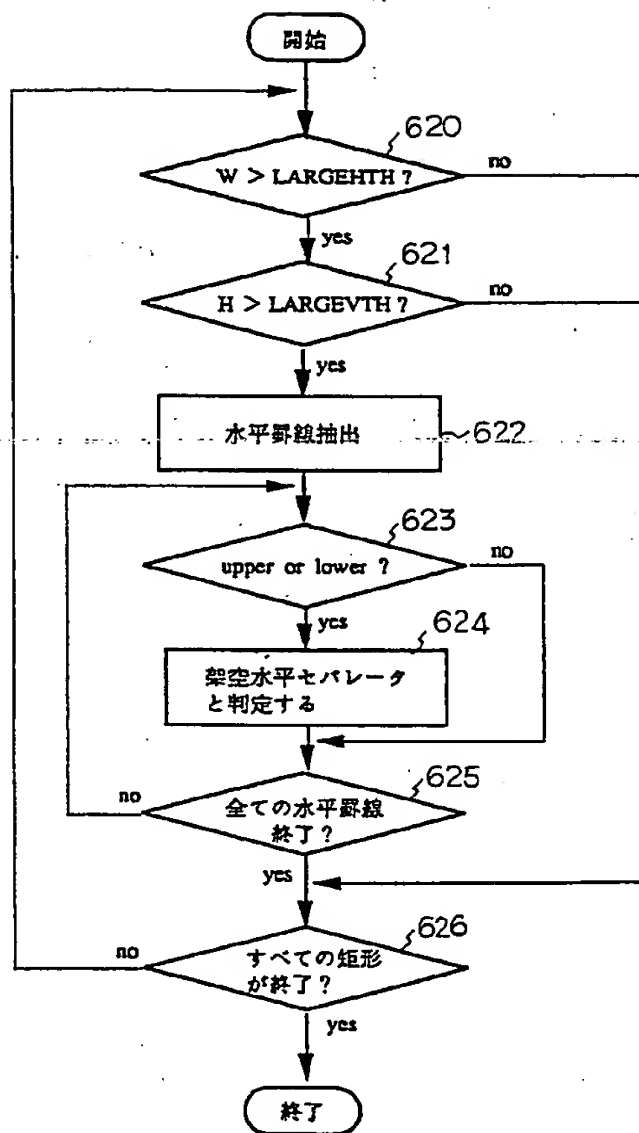 開始
620
W > LARGEHTH ?
no
yes
621
H > LARGEVTH ?
no
yes
水平罫線抽出
622
623
upper or lower ?
no
yes
624
架空水平セパレータ
と判定する
625
no
全ての水平罫線
終了?
yes
626
no
すべての矩形
が終了?
yes
終了